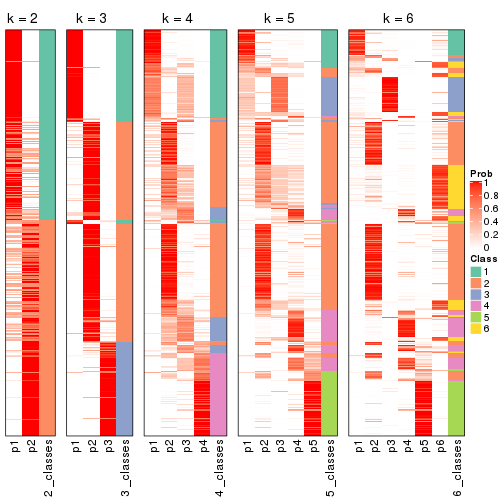 k = 2
k = 3
k = 4
k = 5
k = 6
p1
p2
2_classes
p1
p2
p3
3_classes
p1
p2
p3
p4
4_classes
p1
p2
p3
p4
p5
5_classes
p1
p2
p3
p4
p5
p6
6_classes
Prob
1
0.8
0.6
0.4
0.2
0
Class
1
2
3
4
5
6